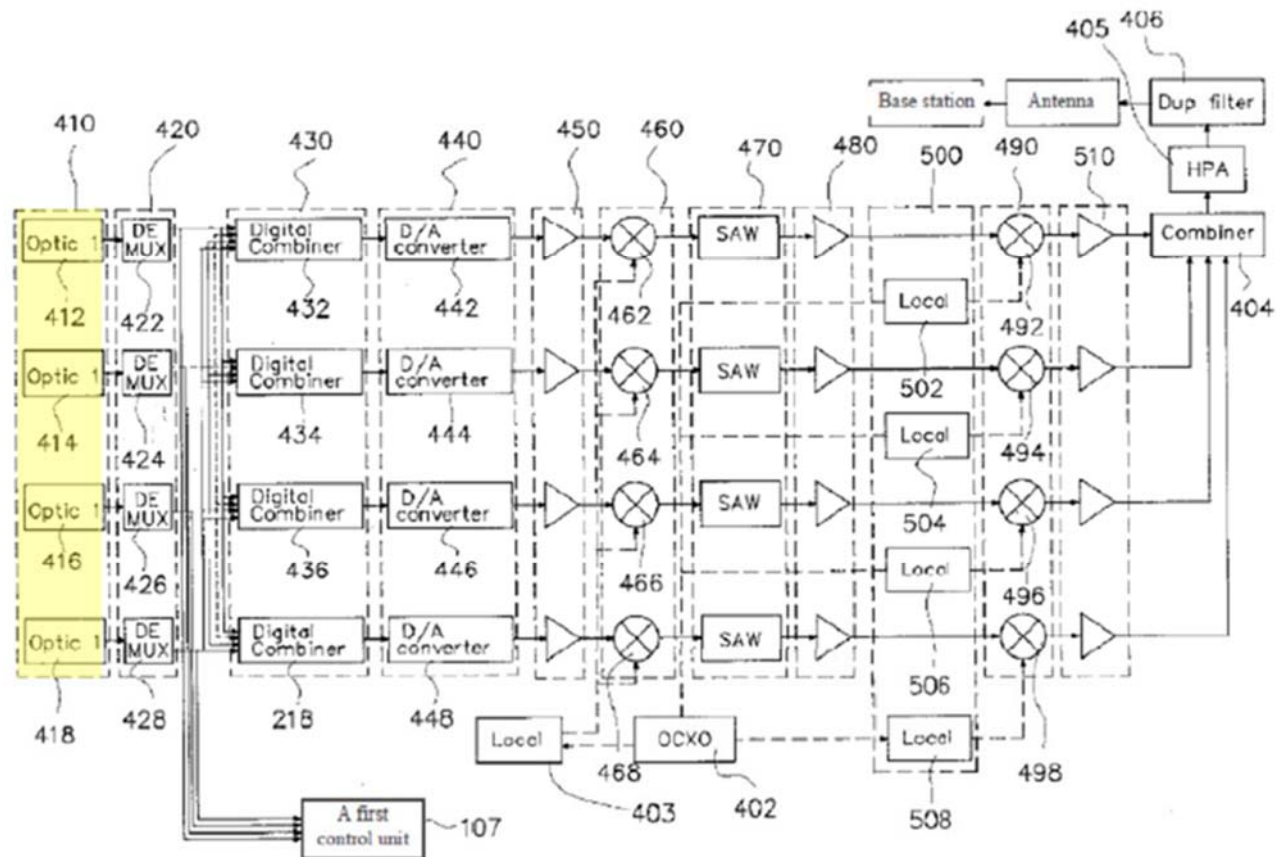 406
405
Base station
Antenna
Dup filter
410
420
430
440
450
460
470
480
500
490
510
HPA
Optic 1
DE
MUX
Digital
Combiner
D/A
converter
SAW
Combiner
412
422
432
442
462
Local
492
404
Optic 1
DE
MUX
Digital
Combiner
D/A
converter
SAW
502
414
424
434
444
464
Local
494
Optic 1
DE
MUX
Digital
Combiner
D/A
converter
SAW
504
416
426
436
446
466
Local
496
Optic 1
DE
MUX
Digital
Combiner
D/A
converter
SAW
506
418
428
218
448
Local
468
OCXO
Local
498
403
402
508
A first
control unit
107